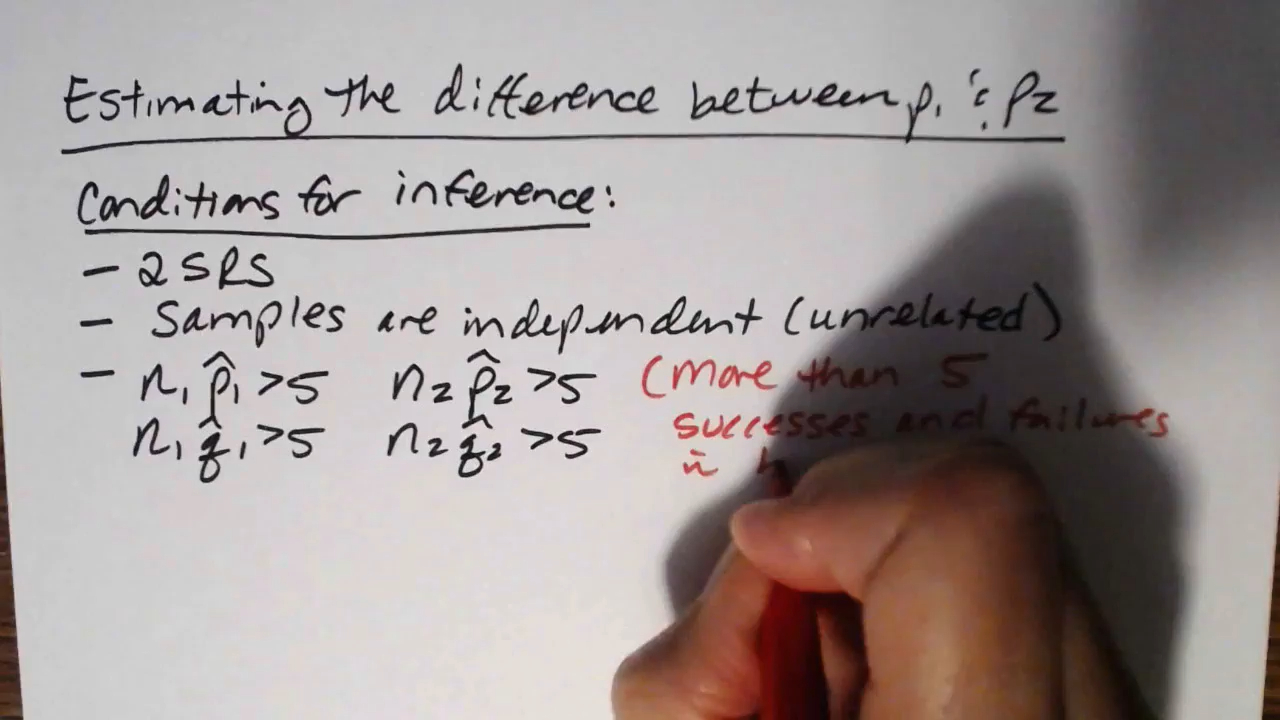 Estimating the difference between p₁ & p₂
Conditions for inference:
- 2 SRS
- Samples are independent (unrelated)
- n₁p̂₁ >5 n₂p̂₂ >5 (more than 5
n₁q̂₁ >5 n₂q̂₂ >5 successes and failures
in